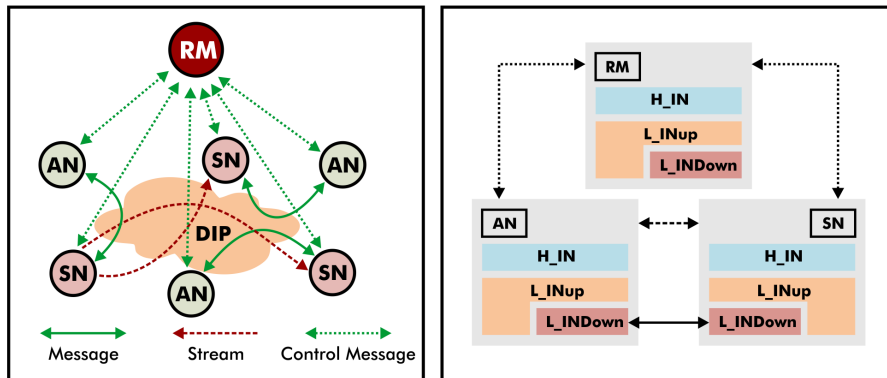 RM
AN
SN
AN
DIP
SN
AN
SN
Message
Stream
Control Message
RM
H_IN
L_INup
L_INDown
AN
SN
H_IN
H_IN
L_INup
L_INup
L_INDown
L_INDown